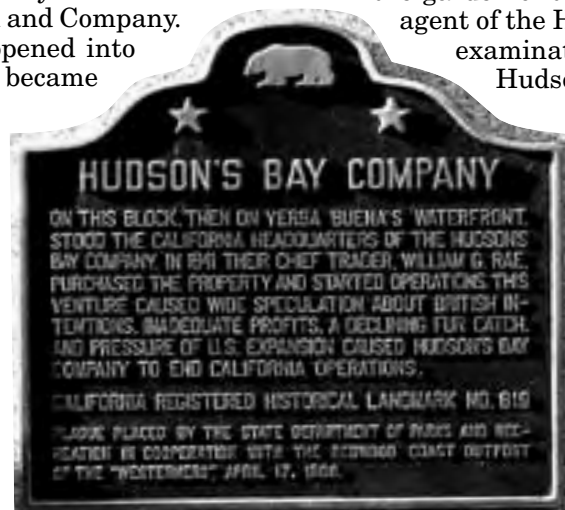 and Company.
opened into
became
agent of the H
examinat
Hudso
HUDSON'S BAY COMPANY
ON THIS BLOCK, THEN ON YERBA BUENA'S WATERFRONT,
STOOD THE CALIFORNIA HEADQUARTERS OF THE HUDSON'S
BAY COMPANY. IN 1841 THEIR CHIEF TRADER, WILLIAM G. RAE,
PURCHASED THE PROPERTY AND STARTED OPERATIONS. THIS
VENTURE CAUSED WIDE SPECULATION ABOUT BRITISH IN-
TENTIONS. INADEQUATE PROFITS, A DECLINING FUR CATCH,
AND PRESSURE OF U.S. EXPANSION CAUSED HUDSON'S BAY
COMPANY TO END CALIFORNIA OPERATIONS.
CALIFORNIA REGISTERED HISTORICAL LANDMARK NO. 819
PLAQUE PLACED BY THE STATE DEPARTMENT OF PARKS AND REC-
REATION IN COOPERATION WITH THE REDWOOD COAST OUTPOST
OF THE "WESTERNERS", APRIL 17, 1968.